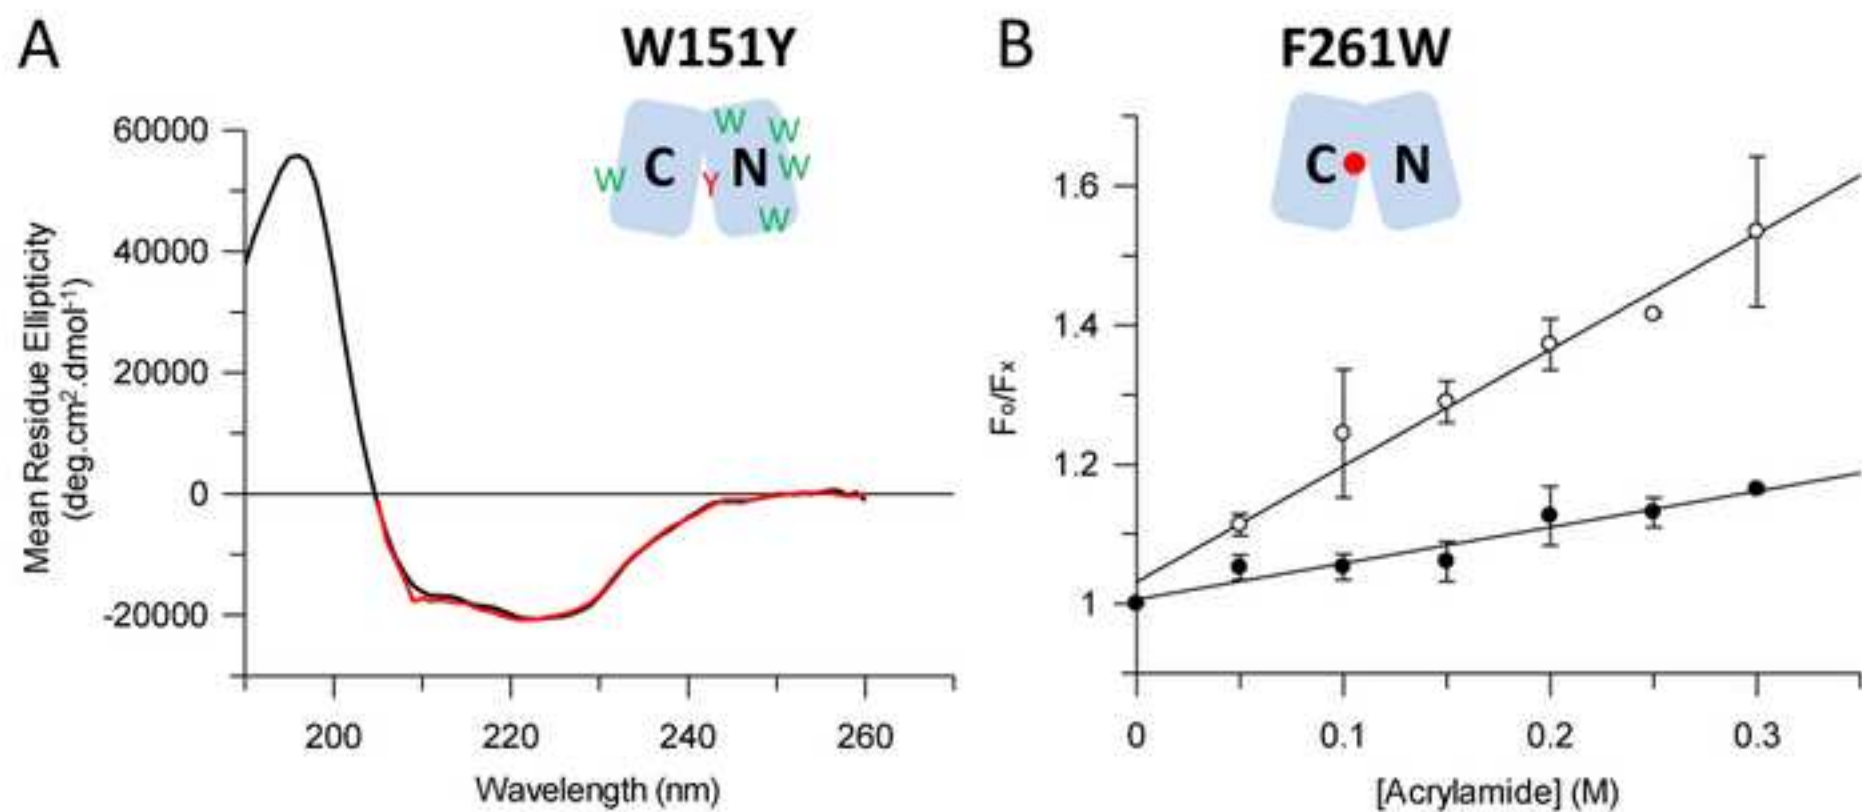 A
W151Y
W
W
W
C
N
W
Y
W
60000
40000
20000
0
-20000
Mean Residue Ellipticity
(deg.cm².dmol⁻¹)
200
220
240
260
Wavelength (nm)
B
F261W
C
N
1.6
1.4
1.2
1
Fo/Fx
0
0.1
0.2
0.3
[Acrylamide] (M)